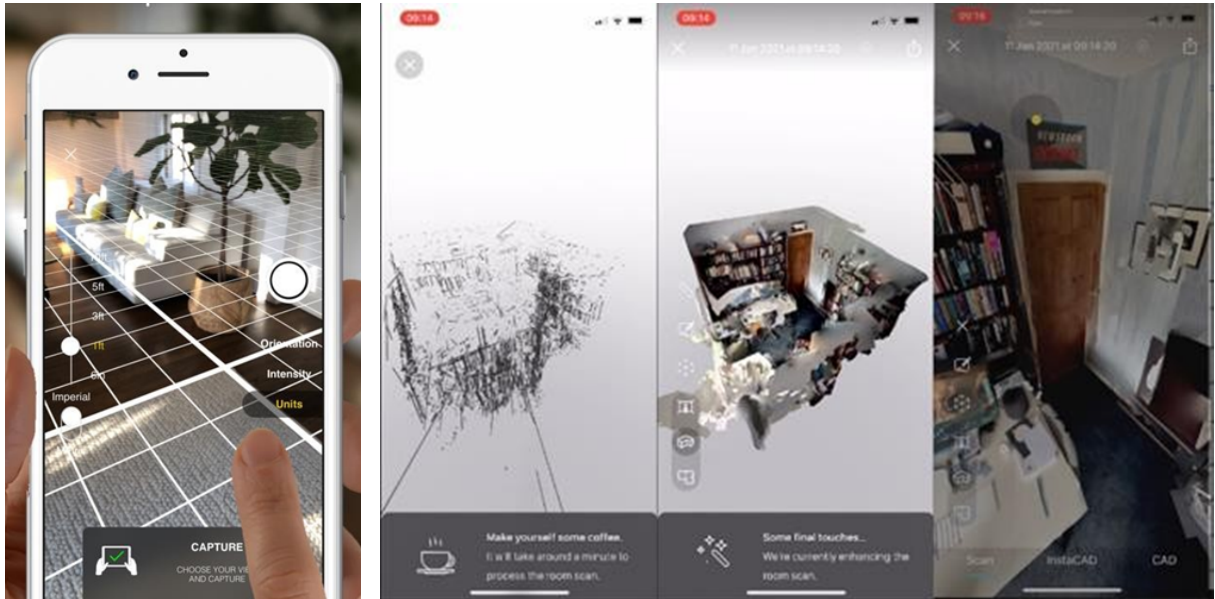 5ft
3ft
1ft
Imperial
Orientation
Intensity
Units
CAPTURE
CHOOSE YOUR
AND CAPTURE
09:14
Make yourself some coffee.
It will take around a minute to
process the room scan.
09:14
11 Jan 2021 at 09:14:20
Some final touches...
We're currently enhancing the
room scan.
09:16
11 Jan 2021 at 09:14:20
Scan
InstaCAD
CAD